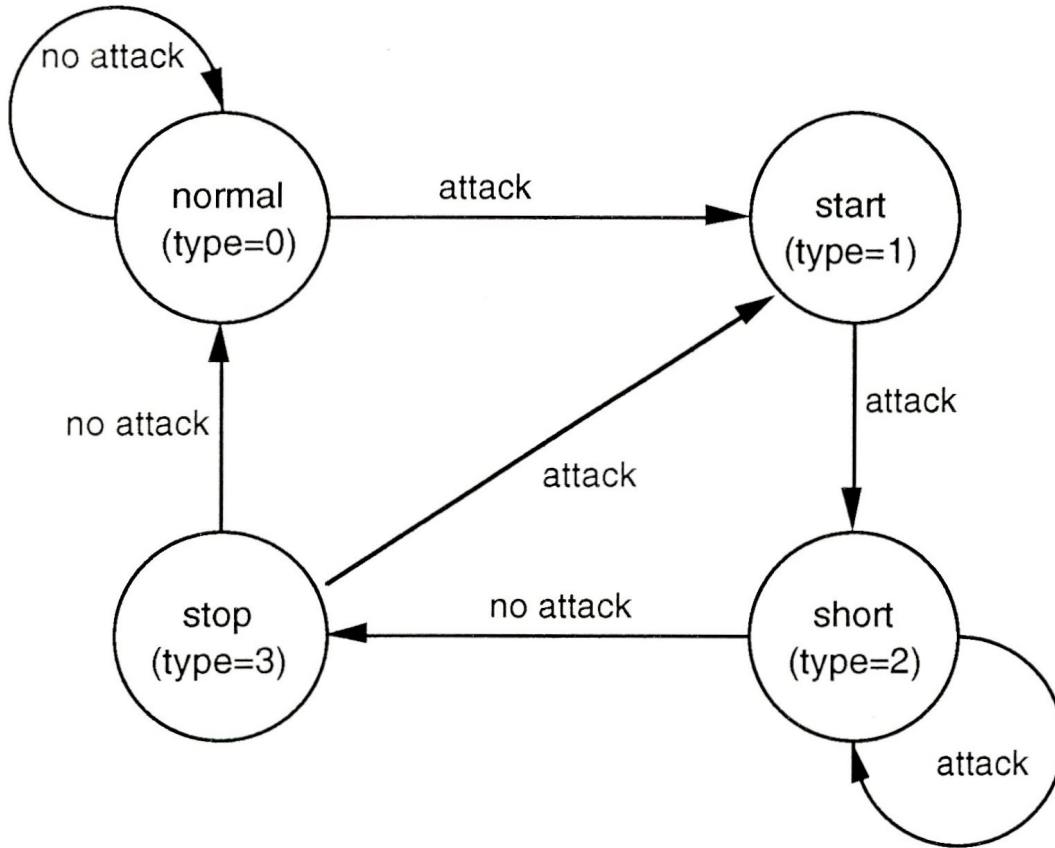 no attack
normal
(type=0)
attack
start
(type=1)
no attack
attack
attack
stop
(type=3)
no attack
short
(type=2)
attack